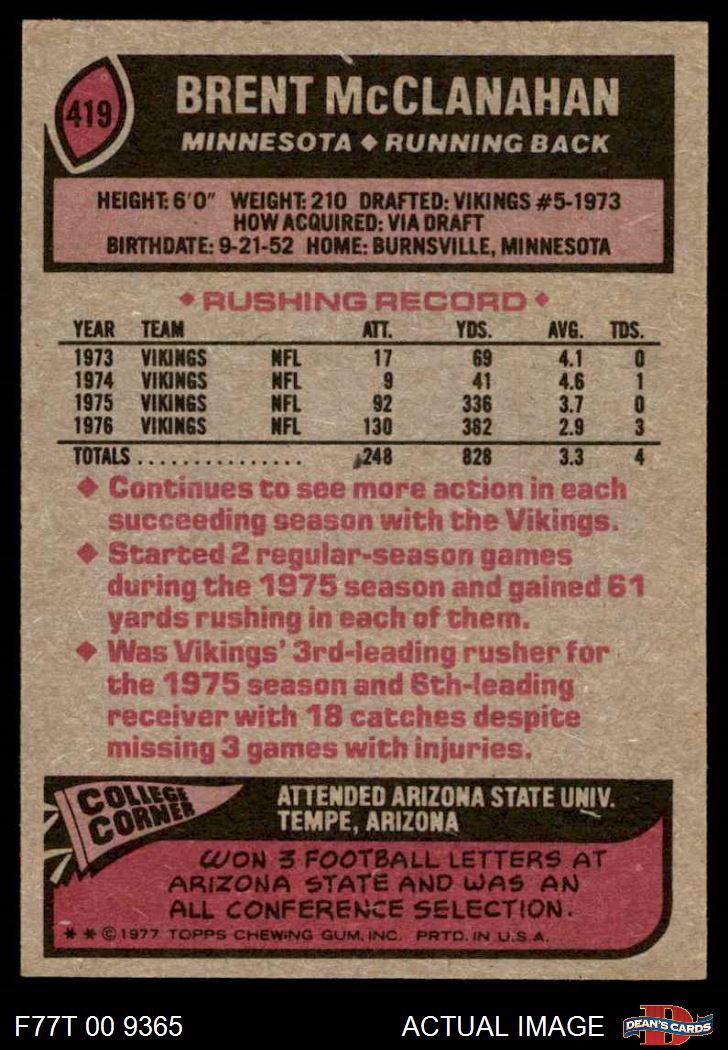 419
BRENT McCLANAHAN
MINNESOTA ◆ RUNNING BACK
HEIGHT: 6'0" WEIGHT: 210 DRAFTED: VIKINGS #5-1973
HOW ACQUIRED: VIA DRAFT
BIRTHDATE: 9-21-52 HOME: BURNSVILLE, MINNESOTA
◆ RUSHING RECORD ◆
YEAR TEAM ATT. YDS. AVG. TDS.
1973 VIKINGS NFL 17 69 4.1 0
1974 VIKINGS NFL 9 41 4.6 1
1975 VIKINGS NFL 92 336 3.7 0
1976 VIKINGS NFL 130 382 2.9 3
TOTALS ................ 248 828 3.3 4
◆ Continues to see more action in each
succeeding season with the Vikings.
◆ Started 2 regular-season games
during the 1975 season and gained 61
yards rushing in each of them.
◆ Was Vikings' 3rd-leading rusher for
the 1975 season and 6th-leading
receiver with 18 catches despite
missing 3 games with injuries.
COLLEGE
CORNER
ATTENDED ARIZONA STATE UNIV.
TEMPE, ARIZONA
WON 3 FOOTBALL LETTERS AT
ARIZONA STATE AND WAS AN
ALL CONFERENCE SELECTION.
* * © 1977 TOPPS CHEWING GUM, INC. PRTD. IN U.S.A.
F77T 00 9365 ACTUAL IMAGE
D
DEAN'S CARDS